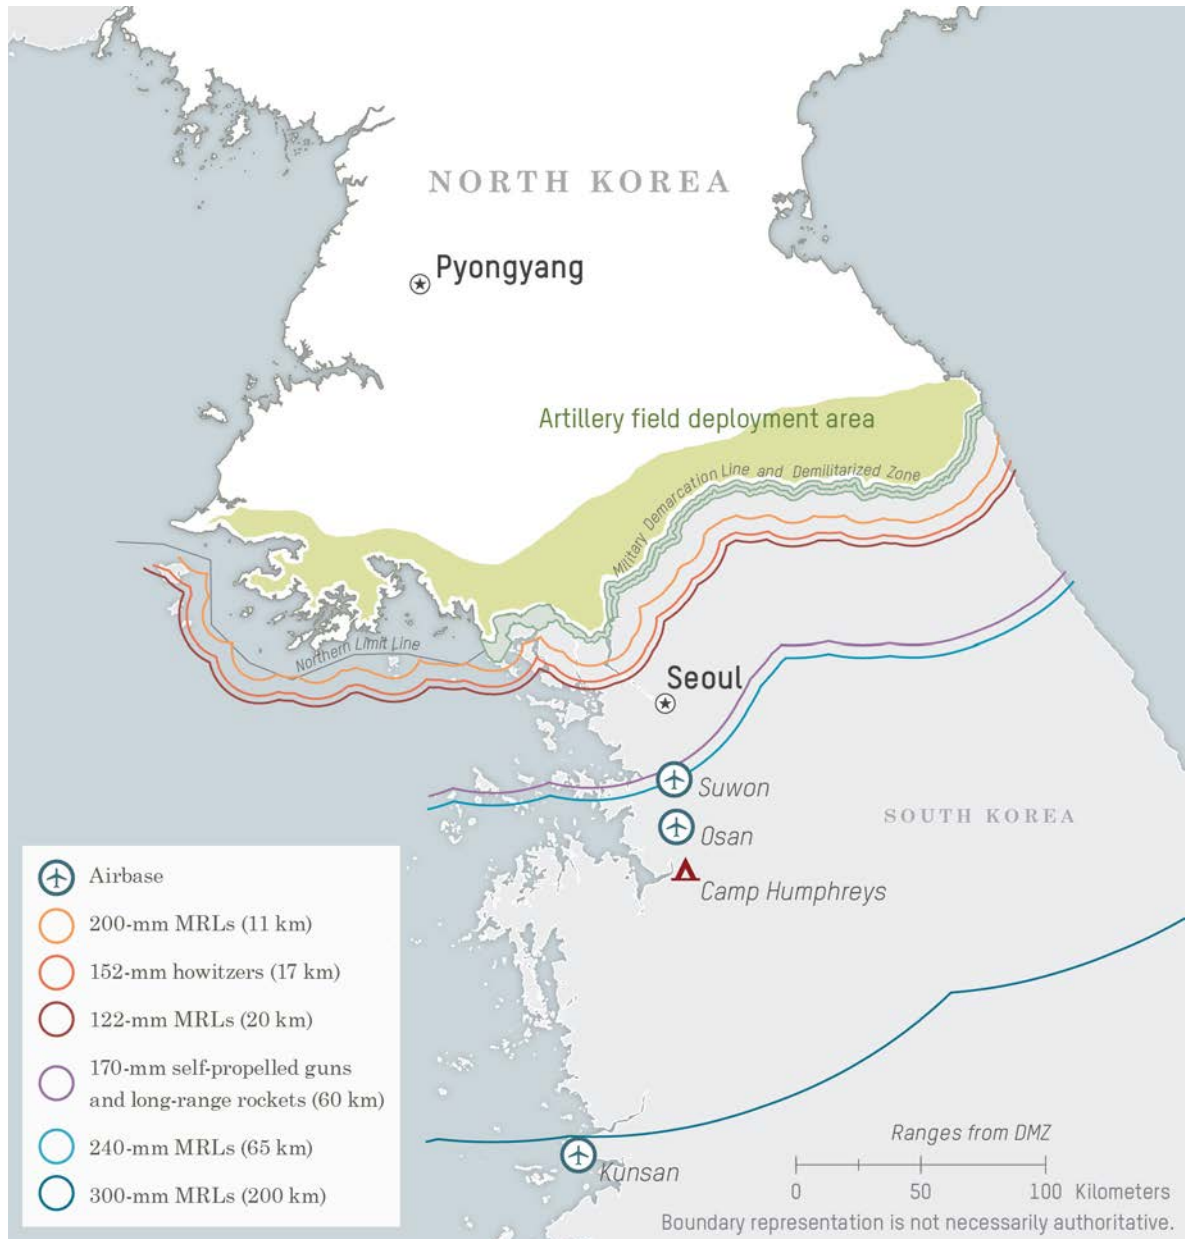 NORTH KOREA
Pyongyang
Artillery field deployment area
Military Demarcation Line and Demilitarized Zone
Northern Limit Line
Seoul
Suwon
SOUTH KOREA
Osan
Camp Humphreys
Airbase
200-mm MRLs (11 km)
152-mm howitzers (17 km)
122-mm MRLs (20 km)
170-mm self-propelled guns
and long-range rockets (60 km)
240-mm MRLs (65 km)
300-mm MRLs (200 km)
Kunsan
Ranges from DMZ
0 50 100 Kilometers
Boundary representation is not necessarily authoritative.